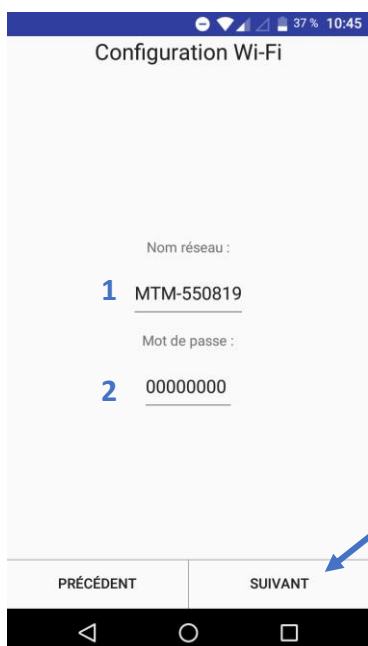 37 % 10:45
Configuration Wi-Fi
Nom réseau :
1 MTM-550819
Mot de passe :
2 00000000
PRÉCÉDENT SUIVANT